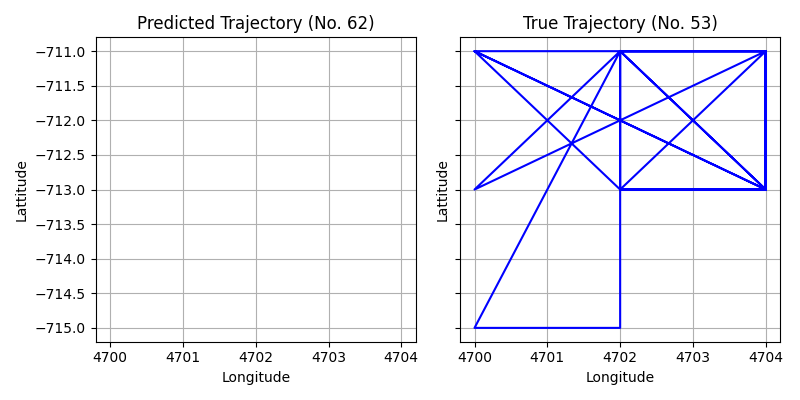 Predicted Trajectory (No. 62)
True Trajectory (No. 53)
−711.0
−711.5
−712.0
−712.5
−713.0
−713.5
−714.0
−714.5
−715.0
Lattitude
4700 4701 4702 4703 4704
Longitude
Lattitude
4700 4701 4702 4703 4704
Longitude